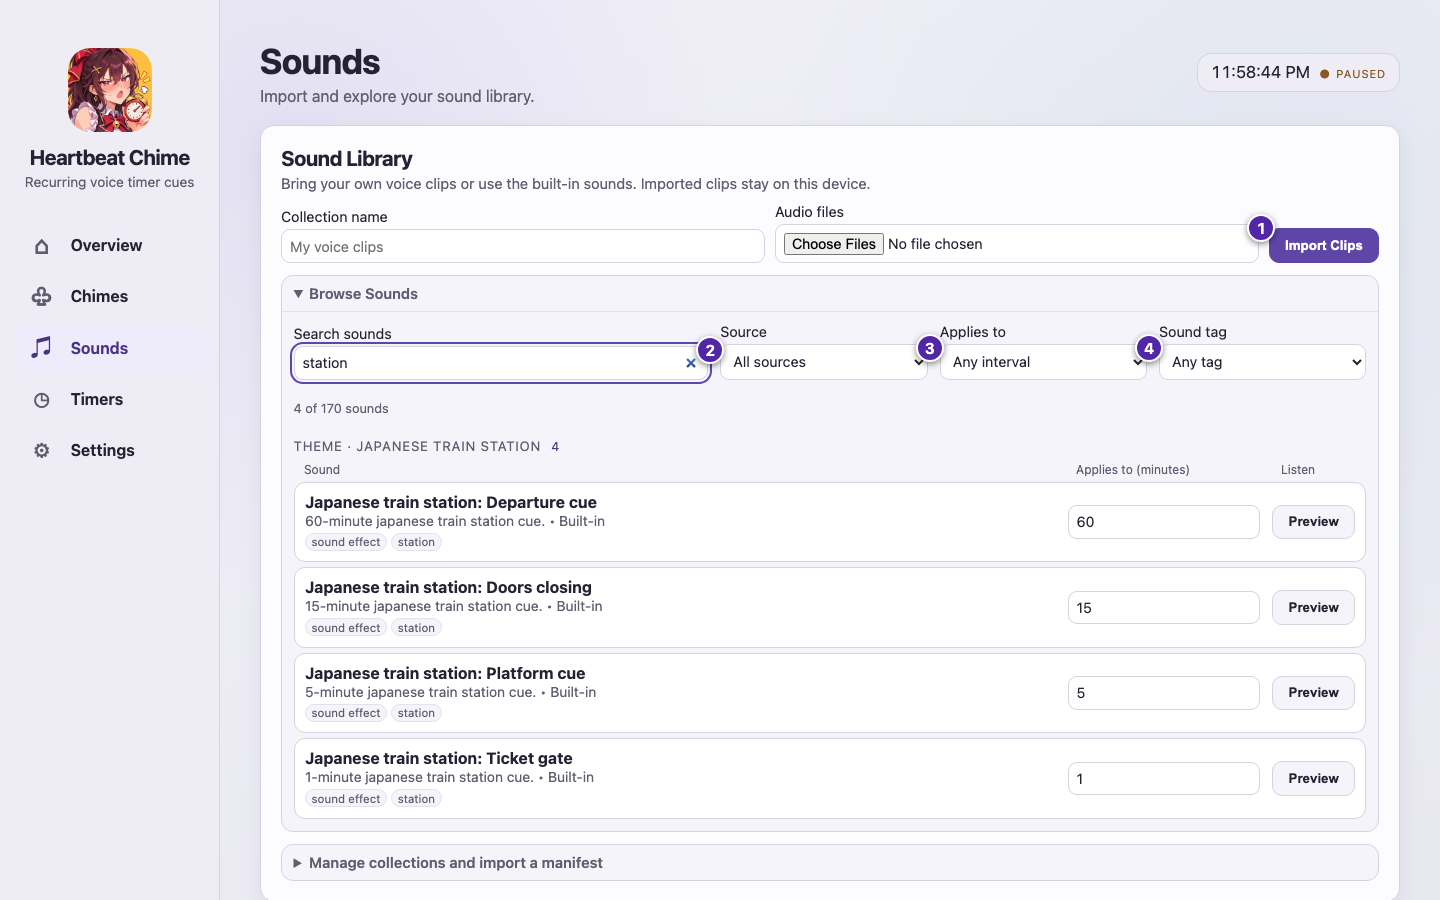 Heartbeat Chime
Recurring voice timer cues
Overview
Chimes
Sounds
Timers
Settings
Sounds
Import and explore your sound library.
11:58:44 PM PAUSED
Sound Library
Bring your own voice clips or use the built-in sounds. Imported clips stay on this device.
Collection name
My voice clips
Audio files
Choose Files No file chosen
1
Import Clips
Browse Sounds
Search sounds
station
2
Source
All sources
3
Applies to
Any interval
4
Sound tag
Any tag
4 of 170 sounds
THEME · JAPANESE TRAIN STATION 4
Sound Applies to (minutes) Listen
Japanese train station: Departure cue
60-minute japanese train station cue. • Built-in
sound effect station
60
Preview
Japanese train station: Doors closing
15-minute japanese train station cue. • Built-in
sound effect station
15
Preview
Japanese train station: Platform cue
5-minute japanese train station cue. • Built-in
sound effect station
5
Preview
Japanese train station: Ticket gate
1-minute japanese train station cue. • Built-in
sound effect station
1
Preview
Manage collections and import a manifest